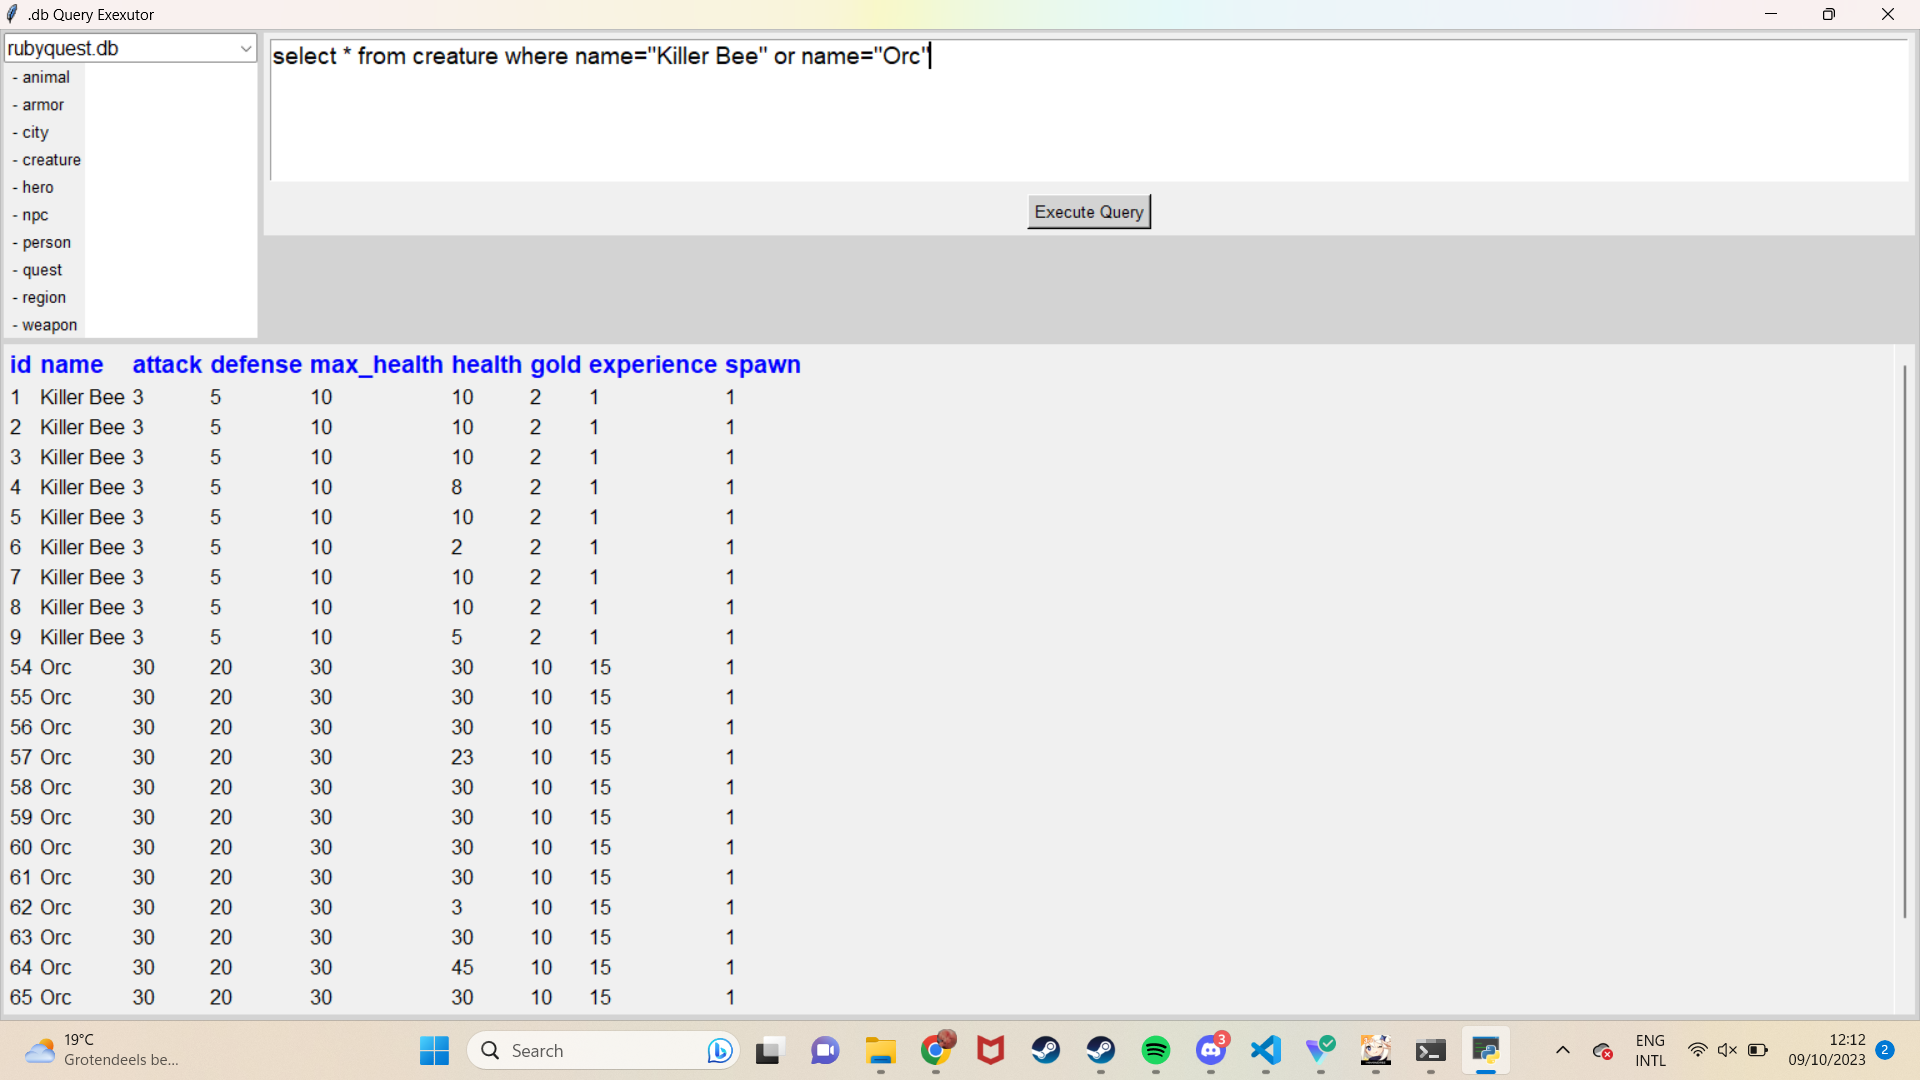 .db Query Exexutor
rubyquest.db
- animal
- armor
- city
- creature
- hero
- npc
- person
- quest
- region
- weapon
select * from creature where name="Killer Bee" or name="Orc"
Execute Query
id name attack defense max_health health gold experience spawn
1 Killer Bee 3 5 10 10 2 1 1
2 Killer Bee 3 5 10 10 2 1 1
3 Killer Bee 3 5 10 10 2 1 1
4 Killer Bee 3 5 10 8 2 1 1
5 Killer Bee 3 5 10 10 2 1 1
6 Killer Bee 3 5 10 2 2 1 1
7 Killer Bee 3 5 10 10 2 1 1
8 Killer Bee 3 5 10 10 2 1 1
9 Killer Bee 3 5 10 5 2 1 1
54 Orc 30 20 30 30 10 15 1
55 Orc 30 20 30 30 10 15 1
56 Orc 30 20 30 30 10 15 1
57 Orc 30 20 30 23 10 15 1
58 Orc 30 20 30 30 10 15 1
59 Orc 30 20 30 30 10 15 1
60 Orc 30 20 30 30 10 15 1
61 Orc 30 20 30 30 10 15 1
62 Orc 30 20 30 3 10 15 1
63 Orc 30 20 30 30 10 15 1
64 Orc 30 20 30 45 10 15 1
65 Orc 30 20 30 30 10 15 1
19°C
Grotendeels be...
Search
3
ENG
INTL
12:12
09/10/2023
2